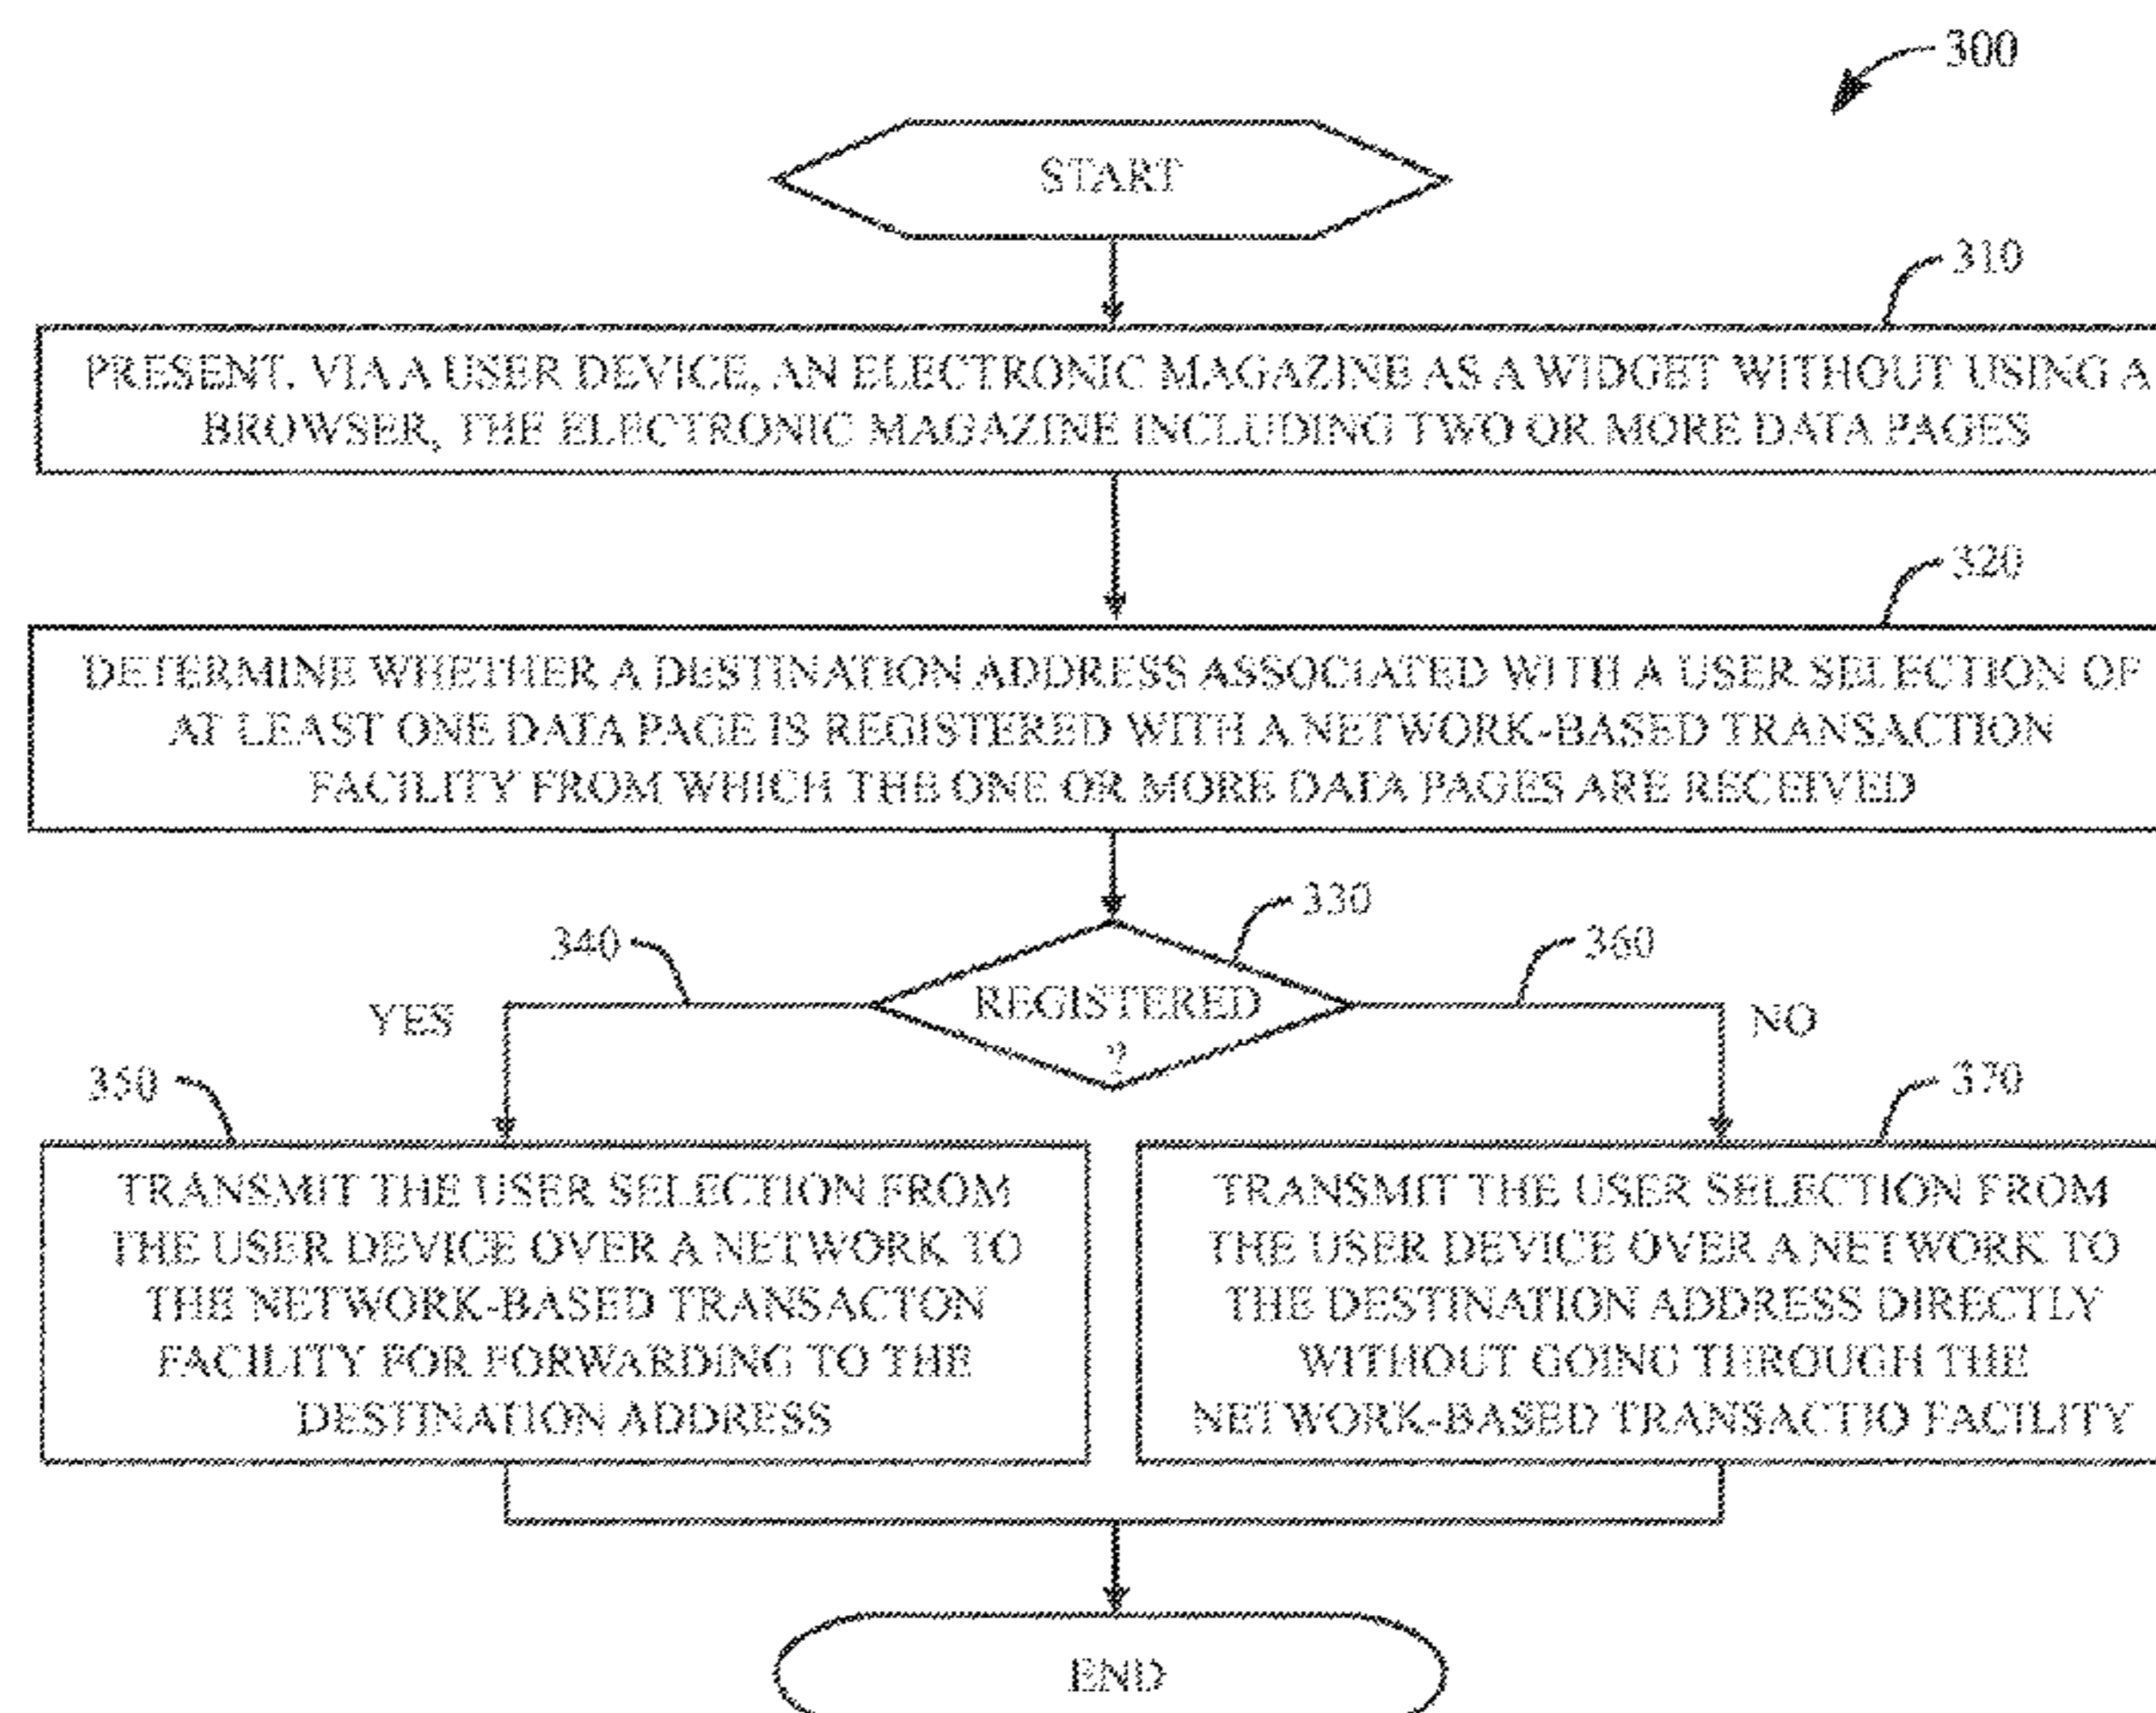 300
START
310
PRESENT. VIA A USER DEVICE, AN ELECTRONIC MAGAZINE AS A WIDGET WITHOUT USING A
BROWSER, THE ELECTRONIC MAGAZINE INCLUDING TWO OR MORE DATA PAGES
320
DETERMINE WHETHER A DESTINATION ADDRESS ASSOCIATED WITH A USER SELECTION OF
AT LEAST ONE DATA PAGE IS REGISTERED WITH A NETWORK-BASED TRANSACTION
FACILITY FROM WHICH THE ONE OR MORE DATA PAGES ARE RECEIVED
330
340
360
REGISTERED
?
YES
NO
350
370
TRANSMIT THE USER SELECTION FROM
THE USER DEVICE OVER A NETWORK TO
THE NETWORK-BASED TRANSACTON
FACILITY FOR FORWARDING TO THE
DESTINATION ADDRESS
TRANSMIT THE USER SELECTION FROM
THE USER DEVICE OVER A NETWORK TO
THE DESTINATION ADDRESS DIRECTLY
WITHOUT GOING THROUGH THE
NETWORK-BASED TRANSACTIO FACILITY
END